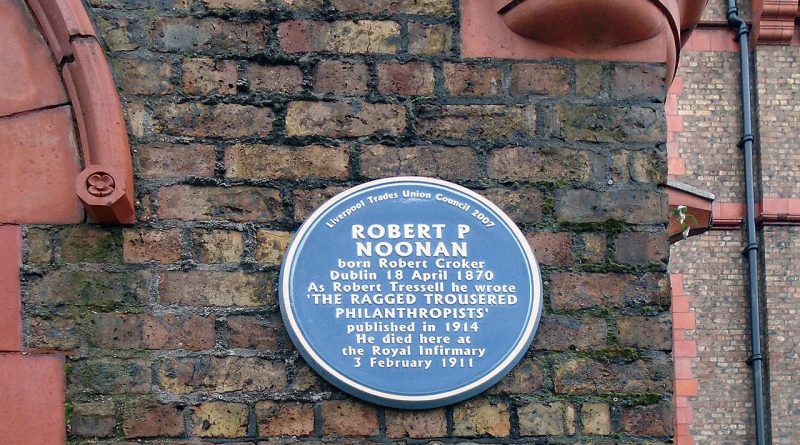 Liverpool Trades Union Council 2007
ROBERT P
NOONAN
born Robert Croker
Dublin 18 April 1870
As Robert Tressell he wrote
'THE RAGGED TROUSERED
PHILANTHROPISTS'
published in 1914
He died here at
the Royal Infirmary
3 February 1911